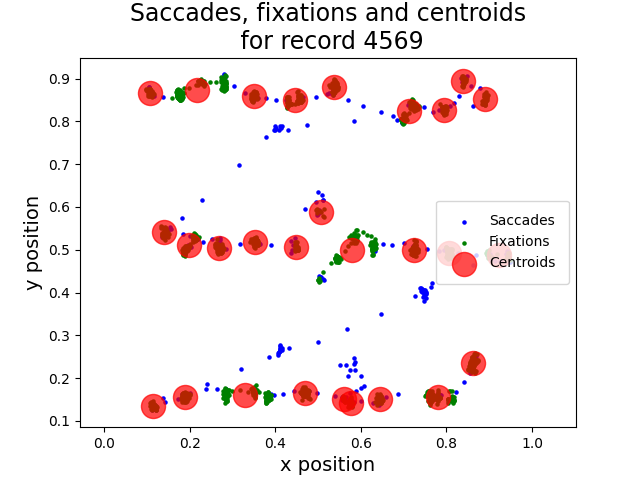 Saccades, fixations and centroids
for record 4569
0.9
0.8
0.7
0.6
0.5
0.4
0.3
0.2
0.1
y position
Saccades
Fixations
Centroids
0.0 0.2 0.4 0.6 0.8 1.0
x position